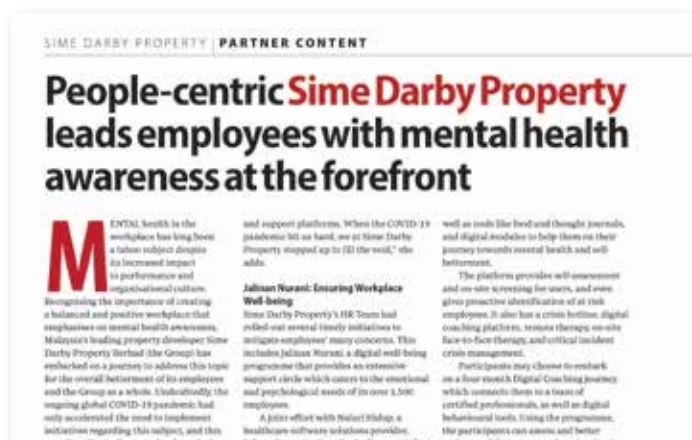 SIME DARBY PROPERTY | PARTNER CONTENT
People-centric Sime Darby Property
leads employees with mental health
awareness at the forefront
MENTAL health in the
workplace has long been
a taboo subject despite
its increased impact
to performance and
organisational culture.
Recognising the importance of creating
a balanced and positive workplace that
emphasises on mental health awareness,
Malaysia's leading property developer Sime
Darby Property Berhad (the Group) has
embarked on a journey to address this topic
for the overall betterment of its employees
and the Group as a whole. Undoubtedly, the
ongoing global COVID-19 pandemic had
only accelerated the need to implement
initiatives regarding this subject, and this
and support platforms. When the COVID-19
pandemic hit us hard, we at Sime Darby
Property stepped up to fill the void," she
adds.
Jalinan Nurani: Ensuring Workplace
Well-being
Sime Darby Property's HR Team had
rolled-out several timely initiatives to
mitigate employees' many concerns. This
includes Jalinan Nurani, a digital well-being
programme that provides an extensive
support circle which caters to the emotional
and psychological needs of its over 1,500
employees.
A joint effort with Naluri Hidup, a
healthcare software solutions provider,
well as tools like food and thought journals,
and digital modules to help them on their
journey towards mental health and self-
betterment.
The platform provides self-assessment
and on-site screening for users, and even
gives proactive identification of at-risk
employees. It also has a crisis hotline, digital
coaching platform, remote therapy, on-site
face-to-face therapy, and critical incident
crisis management.
Participants may choose to embark
on a four-month Digital Coaching journey
which connects them to a team of
certified professionals, as well as digital
behavioural tools. Using the programme,
the participants can assess and better